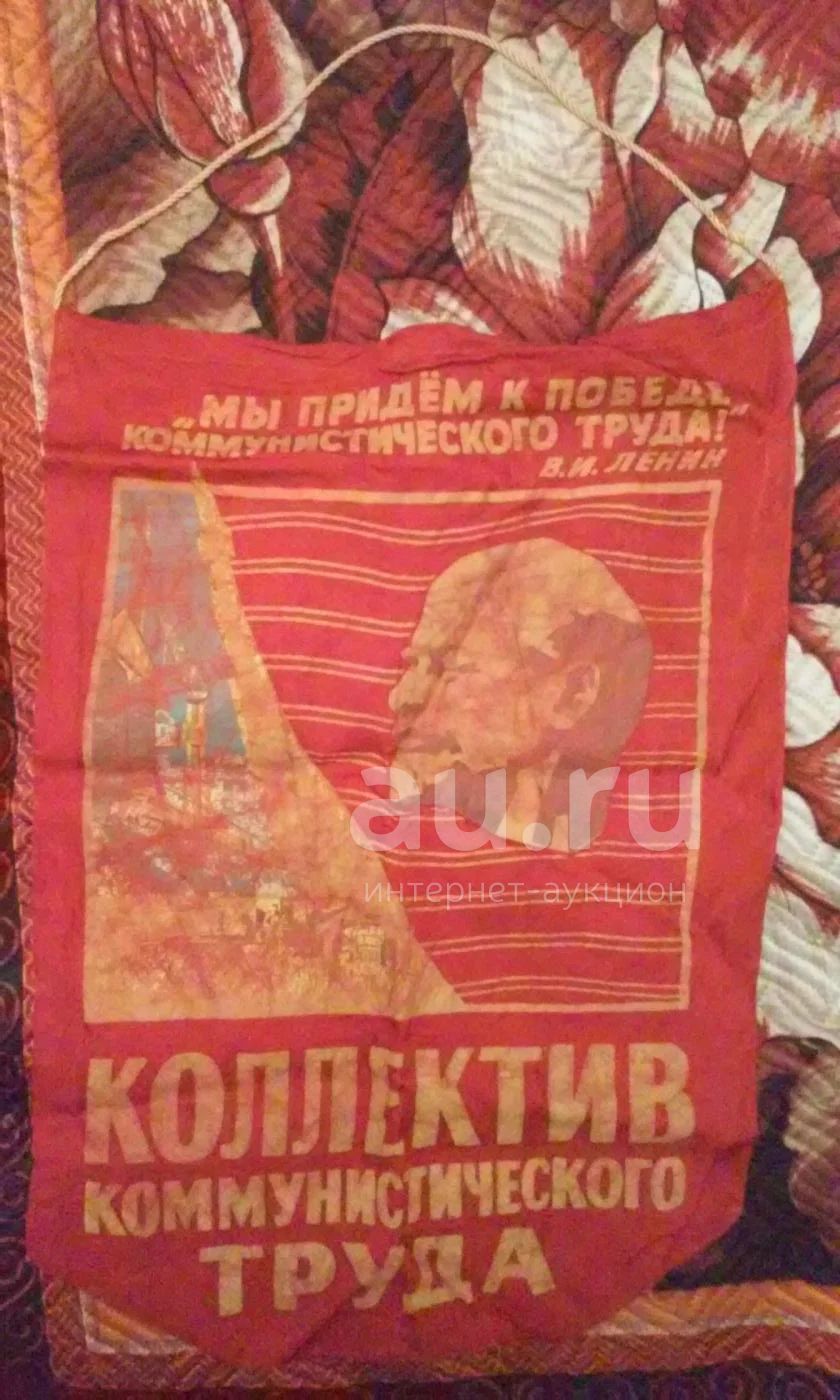 „МЫ ПРИДЁМ К ПОБЕДЕ
КОММУНИСТИЧЕСКОГО ТРУДА!"
В.И. ЛЕНИН
au.ru
интернет-аукцион
КОЛЛЕКТИВ
КОММУНИСТИЧЕСКОГО
ТРУДА